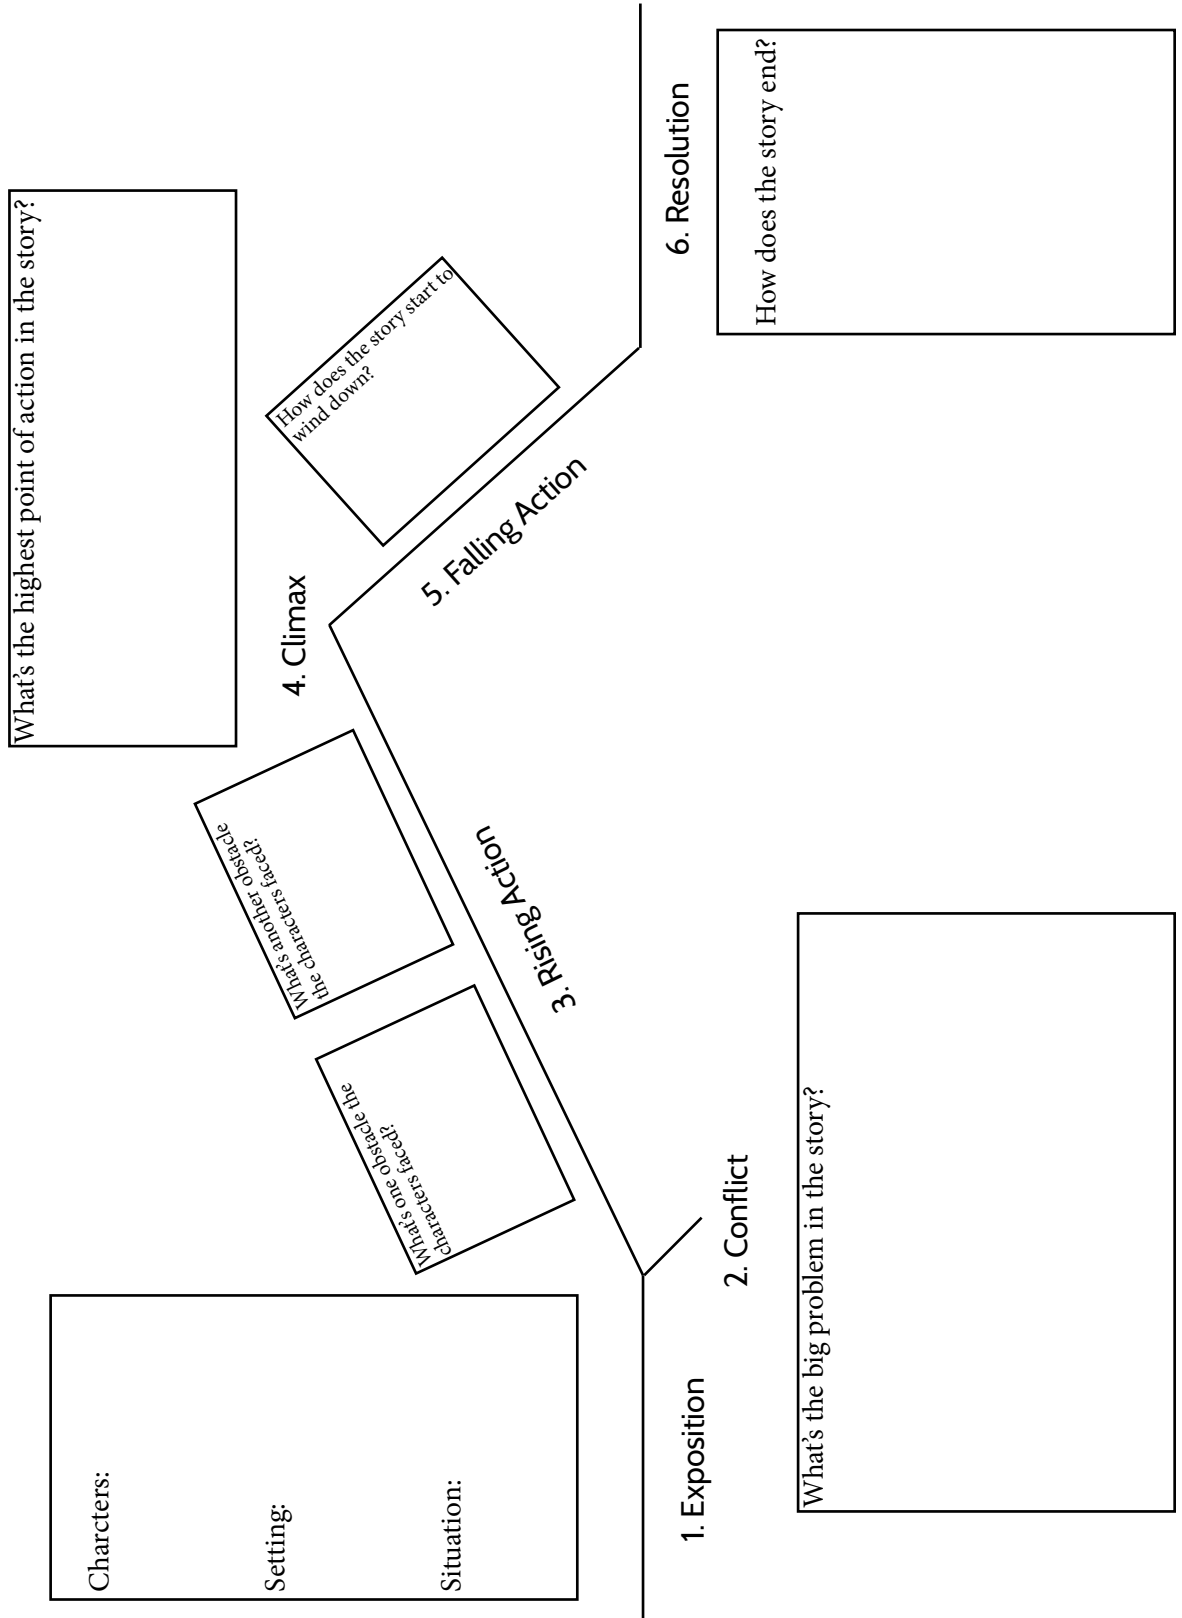 Charcters:
Setting:
Situation:
1. Exposition
2. Conflict
What's the big problem in the story?
What's one obstacle the
characters faced?
What's another obstacle
the characters faced?
3. Rising Action
4. Climax
What's the highest point of action in the story?
How does the story start to
wind down?
5. Falling Action
6. Resolution
How does the story end?